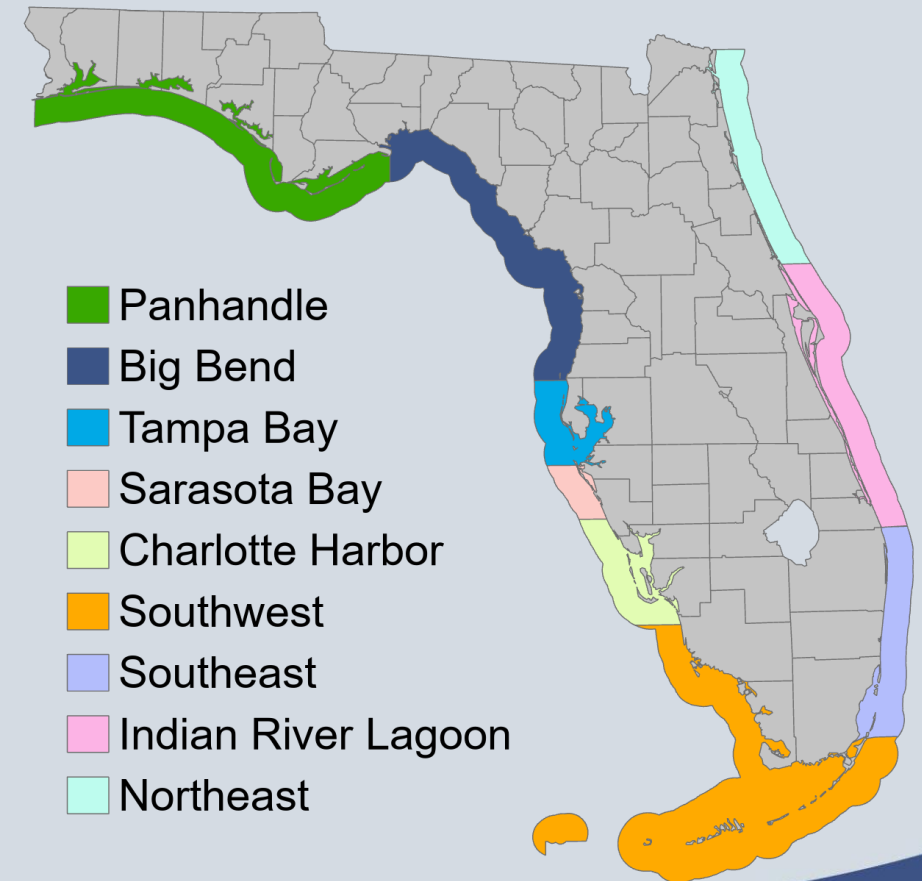 Panhandle
Big Bend
Tampa Bay
Sarasota Bay
Charlotte Harbor
Southwest
Southeast
Indian River Lagoon
Northeast